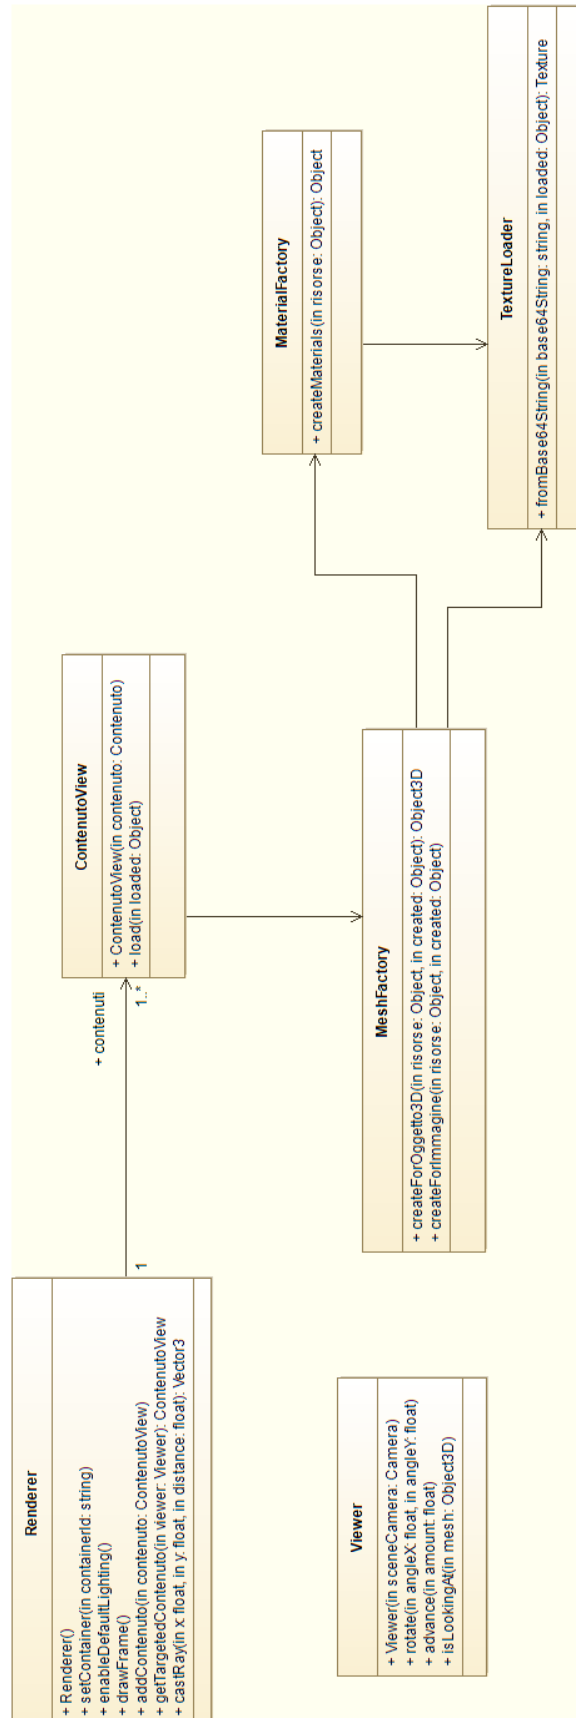 Renderer
+ Renderer()
+ setContainer(in containerId: string)
+ enableDefaultLighting()
+ drawFrame()
+ addContenuto(in contenuto: ContenutoView)
+ getTargetedContenuto(in viewer: Viewer): ContenutoView
+ castRay(in x: float, in y: float, in distance: float): Vector3
1
+ contenuti
1..*
ContenutoView
+ ContenutoView(in contenuto: Contenuto)
+ load(in loaded: Object)
MaterialFactory
+ createMaterials(in risorse: Object): Object
Viewer
+ Viewer(in sceneCamera: Camera)
+ rotate(in angleX: float, in angleY: float)
+ advance(in amount: float)
+ isLookingAt(in mesh: Object3D)
MeshFactory
+ createForOggetto3D(in risorse: Object, in created: Object): Object3D
+ createForImmagine(in risorse: Object, in created: Object)
TextureLoader
+ fromBase64String(in base64String: string, in loaded: Object): Texture